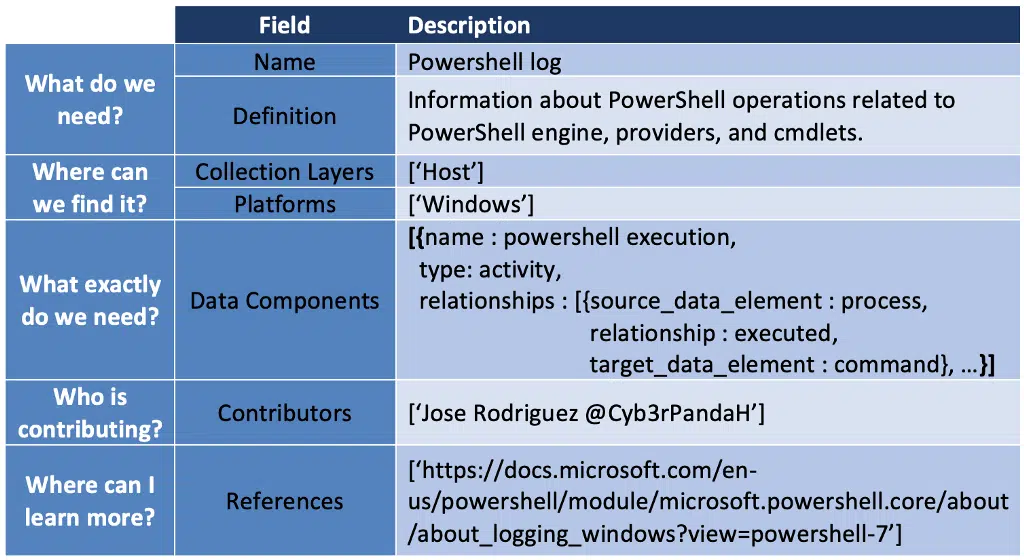 Field Description
What do we
need?
Name Powershell log
Definition
Information about PowerShell operations related to
PowerShell engine, providers, and cmdlets.
Where can
we find it?
Collection Layers [‘Host’]
Platforms [‘Windows’]
What exactly
do we need?
Data Components
[{name : powershell execution,
type: activity,
relationships : [{source_data_element : process,
relationship : executed,
target_data_element : command}, …}]
Who is
contributing?
Contributors
[‘Jose Rodriguez @Cyb3rPandaH’]
Where can I
learn more?
References
[‘https://docs.microsoft.com/en-
us/powershell/module/microsoft.powershell.core/about
/about_logging_windows?view=powershell-7’]